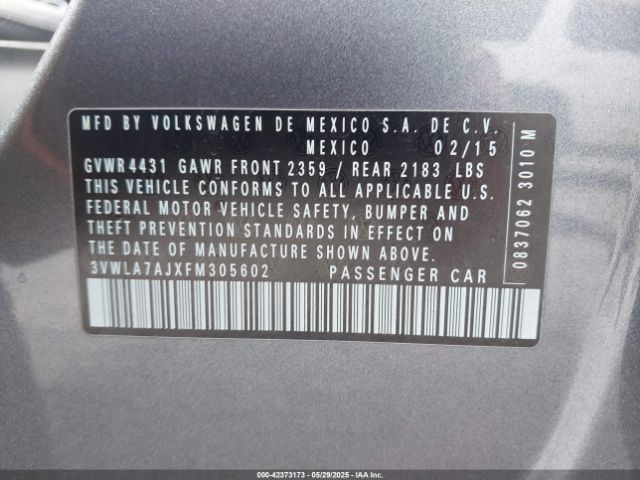 MFD BY VOLKSWAGEN DE MEXICO S.A. DE C.V.
MEXICO 02/15
GVWR 4431 GAWR FRONT 2359 / REAR 2183 LBS
THIS VEHICLE CONFORMS TO ALL APPLICABLE U.S.
FEDERAL MOTOR VEHICLE SAFETY, BUMPER AND
THEFT PREVENTION STANDARDS IN EFFECT ON
THE DATE OF MANUFACTURE SHOWN ABOVE.
3VWLA7AJXFM305602 PASSENGER CAR
0837062 3010 M
000-42373173 - 05/29/2025 - IAAI.COM